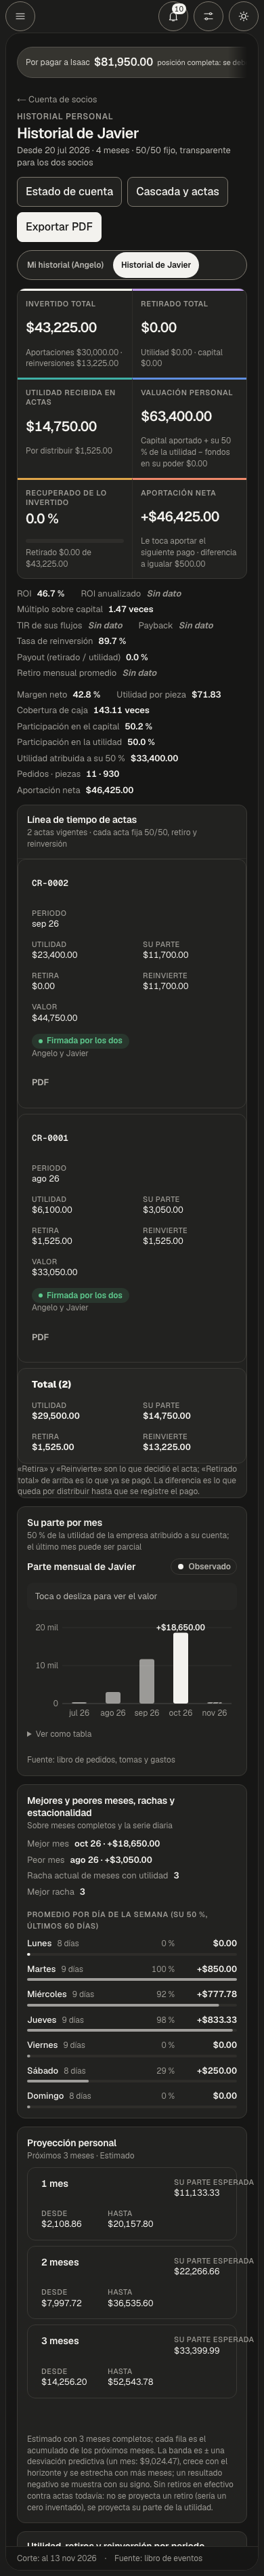 10
Por pagar a Isaac $81,950.00 posición completa: se
← Cuenta de socios
HISTORIAL PERSONAL
Historial de Javier
Desde 20 jul 2026 · 4 meses · 50/50 fijo, transparente
para los dos socios
Estado de cuenta
Cascada y actas
Exportar PDF
Mi historial (Angelo)
Historial de Javier
INVERTIDO TOTAL
$43,225.00
Aportaciones $30,000.00 ·
reinversiones $13,225.00
RETIRADO TOTAL
$0.00
Utilidad $0.00 · capital
$0.00
UTILIDAD RECIBIDA EN
ACTAS
$14,750.00
Por distribuir $1,525.00
VALUACIÓN PERSONAL
$63,400.00
Capital aportado + su 50
% de la utilidad − fondos
en su poder $0.00
RECUPERADO DE LO
INVERTIDO
0.0 %
Retirado $0.00 de
$43,225.00
APORTACIÓN NETA
+$46,425.00
Le toca aportar el
siguiente pago · diferencia
a igualar $500.00
ROI 46.7 % ROI anualizado Sin dato
Múltiplo sobre capital 1.47 veces
TIR de sus flujos Sin dato Payback Sin dato
Tasa de reinversión 89.7 %
Payout (retirado / utilidad) 0.0 %
Retiro mensual promedio Sin dato
Margen neto 42.8 % Utilidad por pieza $71.83
Cobertura de caja 143.11 veces
Participación en el capital 50.2 %
Participación en la utilidad 50.0 %
Utilidad atribuida a su 50 % $33,400.00
Pedidos · piezas 11 · 930
Aportación neta $46,425.00
Línea de tiempo de actas
2 actas vigentes · cada acta fija 50/50, retiro y
reinversión
CR-0002
PERIODO
sep 26
UTILIDAD SU PARTE
$23,400.00 $11,700.00
RETIRA REINVIERTE
$0.00 $11,700.00
VALOR
$44,750.00
Firmada por los dos
Angelo y Javier
PDF
CR-0001
PERIODO
ago 26
UTILIDAD SU PARTE
$6,100.00 $3,050.00
RETIRA REINVIERTE
$1,525.00 $1,525.00
VALOR
$33,050.00
Firmada por los dos
Angelo y Javier
PDF
Total (2)
UTILIDAD SU PARTE
$29,500.00 $14,750.00
RETIRA REINVIERTE
$1,525.00 $13,225.00
«Retira» y «Reinvierte» son lo que decidió el acta; «Retirado
total» de arriba es lo que ya se pagó. La diferencia es lo que
queda por distribuir hasta que se registre el pago.
Su parte por mes
50 % de la utilidad de la empresa atribuido a su cuenta;
el último mes puede ser parcial
Parte mensual de Javier
Observado
Toca o desliza para ver el valor
+$18,650.00
20 mil
10 mil
0
jul 26 ago 26 sep 26 oct 26 nov 26
▶ Ver como tabla
Fuente: libro de pedidos, tomas y gastos
Mejores y peores meses, rachas y
estacionalidad
Sobre meses completos y la serie diaria
Mejor mes oct 26 · +$18,650.00
Peor mes ago 26 · +$3,050.00
Racha actual de meses con utilidad 3
Mejor racha 3
PROMEDIO POR DÍA DE LA SEMANA (SU 50 %,
ÚLTIMOS 60 DÍAS)
Lunes 8 días 0 % $0.00
Martes 9 días 100 % +$850.00
Miércoles 9 días 92 % +$777.78
Jueves 9 días 98 % +$833.33
Viernes 9 días 0 % $0.00
Sábado 8 días 29 % +$250.00
Domingo 8 días 0 % $0.00
Proyección personal
Próximos 3 meses · Estimado
1 mes
SU PARTE ESPERADA
$11,133.33
DESDE HASTA
$2,108.86 $20,157.80
2 meses
SU PARTE ESPERADA
$22,266.66
DESDE HASTA
$7,997.72 $36,535.60
3 meses
SU PARTE ESPERADA
$33,399.99
DESDE HASTA
$14,256.20 $52,543.78
Estimado con 3 meses completos; cada fila es el
acumulado de los próximos meses. La banda es ± una
desviación predictiva (un mes: $9,024.47), crece con el
horizonte y se estrecha con más meses; un resultado
negativo se muestra con su signo. Sin retiros en efectivo
contra actas todavía: no se proyecta un retiro (sería un
cero inventado), se proyecta su parte de la utilidad.
Utilidad, retiros y reinversión por periodo
Corte: al 13 nov 2026 · Fuente: libro de eventos